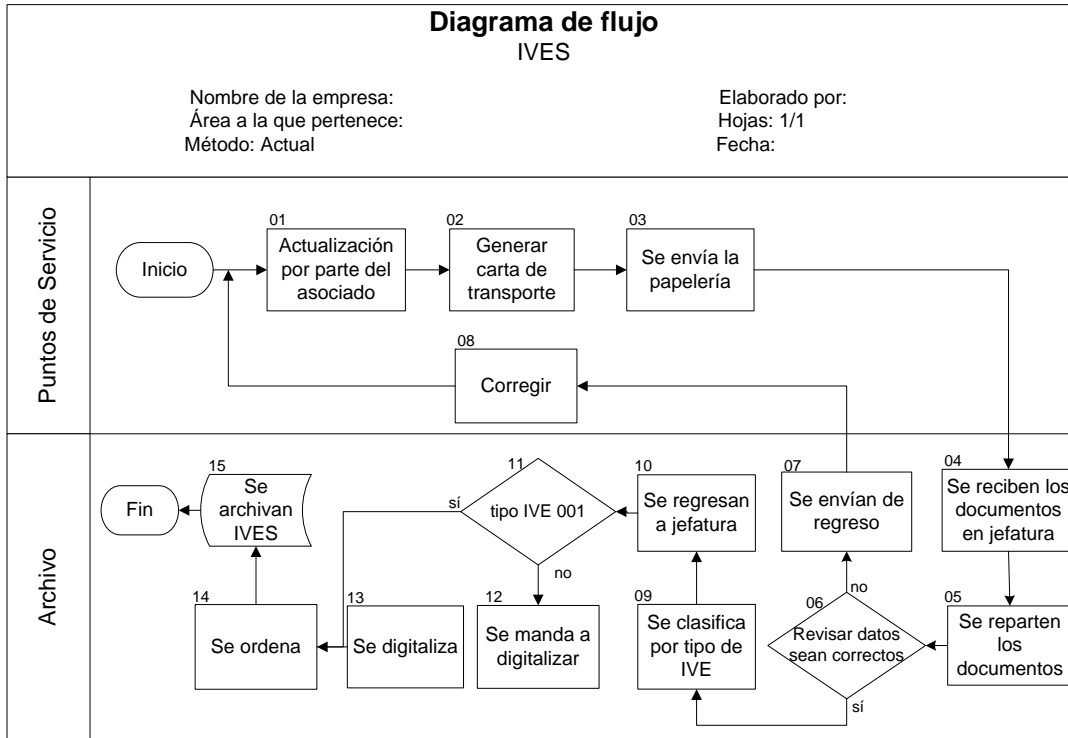 Diagrama de flujo
IVES
Nombre de la empresa:
Área a la que pertenece:
Método: Actual
Elaborado por:
Hojas: 1/1
Fecha:
Puntos de Servicio
Inicio
01
Actualización
por parte del
asociado
02
Generar
carta de
transporte
03
Se envía la
papelería
08
Corregir
Archivo
04
Se reciben los
documentos
en jefatura
05
Se reparten
los
documentos
06
Revisar datos
sean correctos
no
sí
07
Se envían de
regreso
09
Se clasifica
por tipo de
IVE
10
Se regresan
a jefatura
11
tipo IVE 001
sí
no
12
Se manda a
digitalizar
13
Se digitaliza
14
Se ordena
15
Se
archivan
IVES
Fin